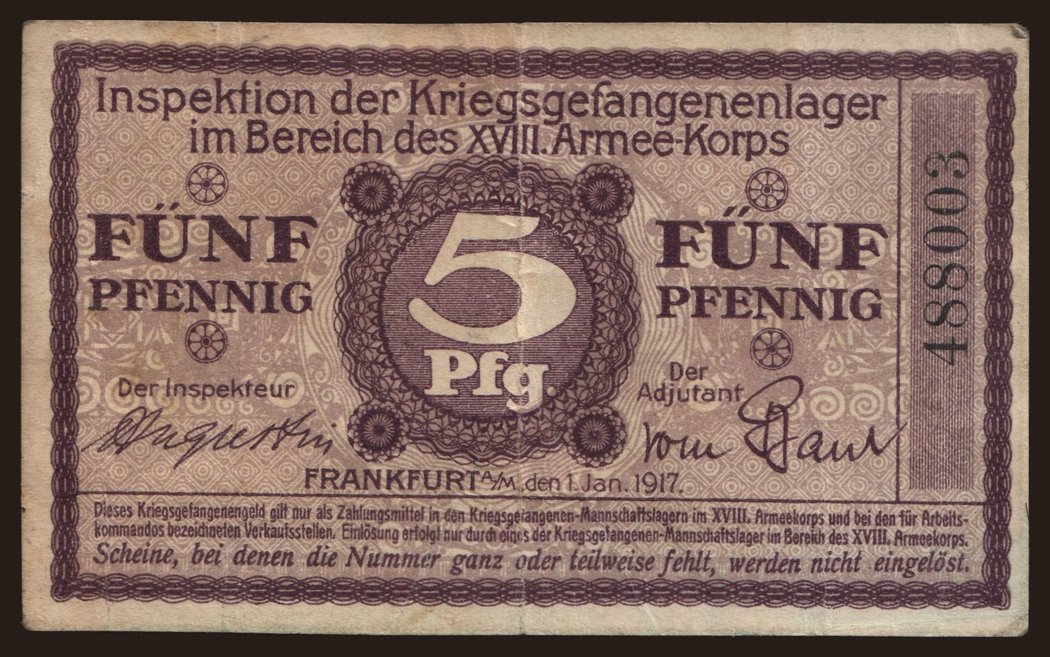 Inspektion der Kriegsgefangenenlager
im Bereich des XVIII. Armee-Korps
FÜNF
PFENNIG
5
Pfg.
FÜNF
PFENNIG
488003
Der Inspekteur
Augustin
Der
Adjutant
vom Baur
FRANKFURT A/M. den 1. Jan. 1917.
Dieses Kriegsgefangenengeld gilt nur als Zahlungsmittel in den Kriegsgefangenen-Mannschaftslagern im XVIII. Armeekorps und bei den für Arbeits-
kommandos bezeichneten Verkaufsstellen. Einlösung erfolgt nur durch eines der Kriegsgefangenen-Mannschaftslager im Bereich des XVIII. Armeekorps.
Scheine, bei denen die Nummer ganz oder teilweise fehlt, werden nicht eingelöst.